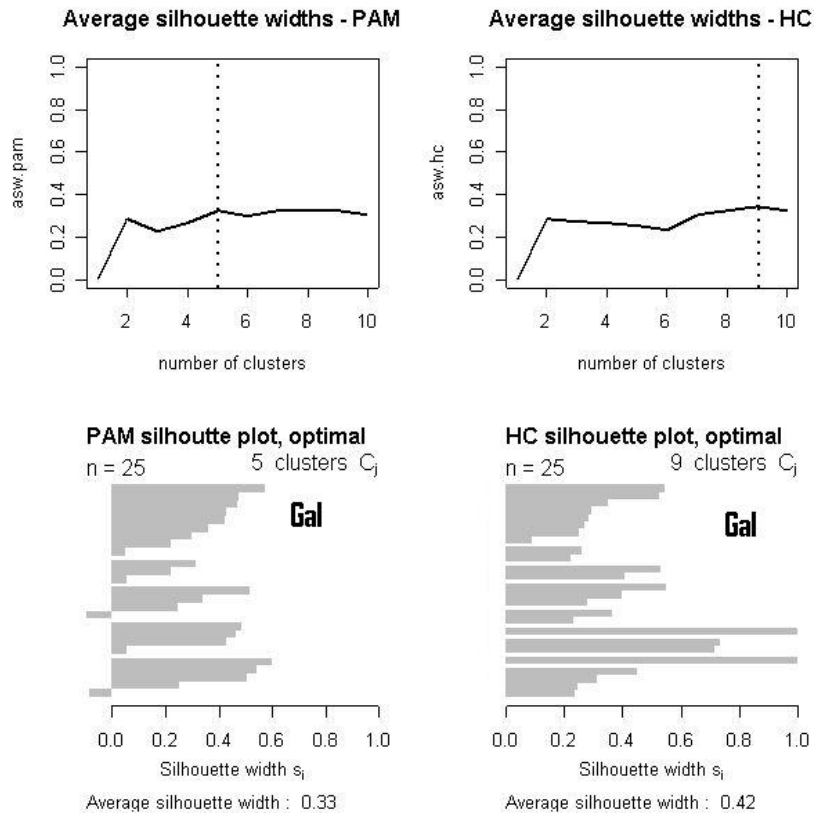 Average silhouette widths - PAM
asw.pam
0.0 0.2 0.4 0.6 0.8 1.0
2 4 6 8 10
number of clusters
Average silhouette widths - HC
asw.hc
0.0 0.2 0.4 0.6 0.8 1.0
2 4 6 8 10
number of clusters
PAM silhoutte plot, optimal
n = 25 5 clusters Cj
Gal
0.0 0.2 0.4 0.6 0.8 1.0
Silhouette width si
Average silhouette width : 0.33
HC silhouette plot, optimal
n = 25 9 clusters Cj
Gal
0.0 0.2 0.4 0.6 0.8 1.0
Silhouette width si
Average silhouette width : 0.42